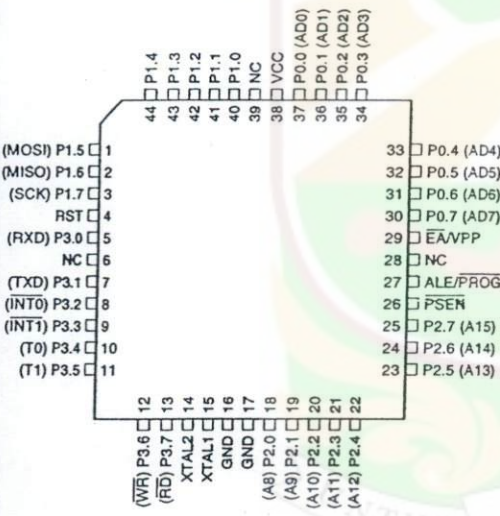 44 P1.4
43 P1.3
42 P1.2
41 P1.1
40 P1.0
39 NC
38 VCC
37 P0.0 (AD0)
36 P0.1 (AD1)
35 P0.2 (AD2)
34 P0.3 (AD3)
(MOSI) P1.5 1
(MISO) P1.6 2
(SCK) P1.7 3
RST 4
(RXD) P3.0 5
NC 6
(TXD) P3.1 7
(INT0) P3.2 8
(INT1) P3.3 9
(T0) P3.4 10
(T1) P3.5 11
33 P0.4 (AD4)
32 P0.5 (AD5)
31 P0.6 (AD6)
30 P0.7 (AD7)
29 EA/VPP
28 NC
27 ALE/PROG
26 PSEN
25 P2.7 (A15)
24 P2.6 (A14)
23 P2.5 (A13)
(WR) P3.6 12
(RD) P3.7 13
XTAL2 14
XTAL1 15
GND 16
GND 17
(A8) P2.0 18
(A9) P2.1 19
(A10) P2.2 20
(A11) P2.3 21
(A12) P2.4 22